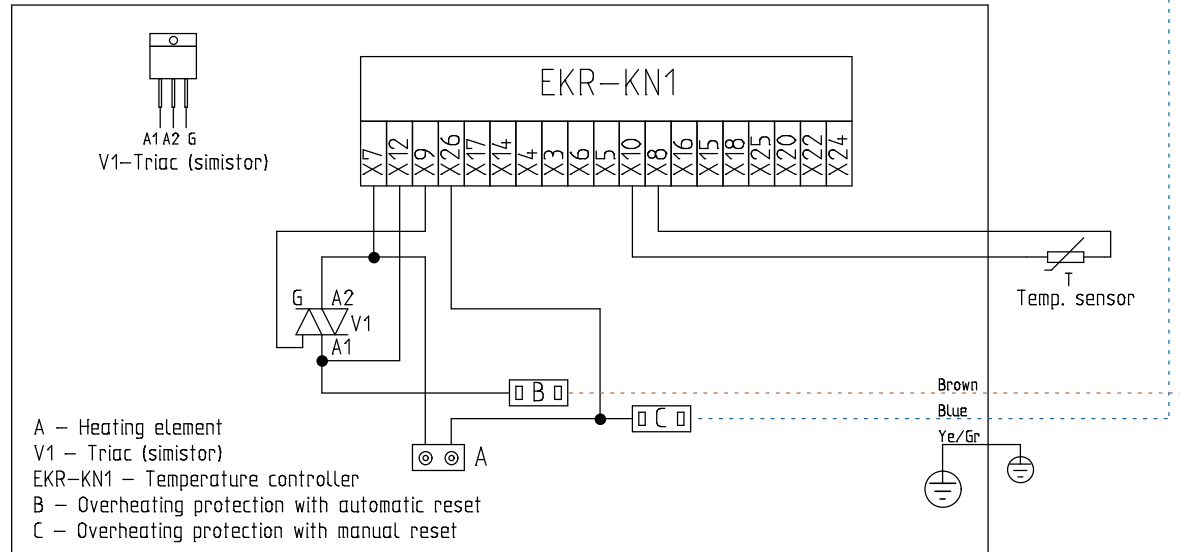 EKR-KN1
A1 A2 G
V1-Triac (simistor)
X7 X12 X9 X26 X17 X14 X4 X3 X6 X5 X10 X8 X16 X15 X18 X25 X20 X22 X24
G A2
V1
A1
T
Temp. sensor
B
Brown
C
Blue
Ye/Gr
A
A - Heating element
V1 - Triac (simistor)
EKR-KN1 - Temperature controller
B - Overheating protection with automatic reset
C - Overheating protection with manual reset